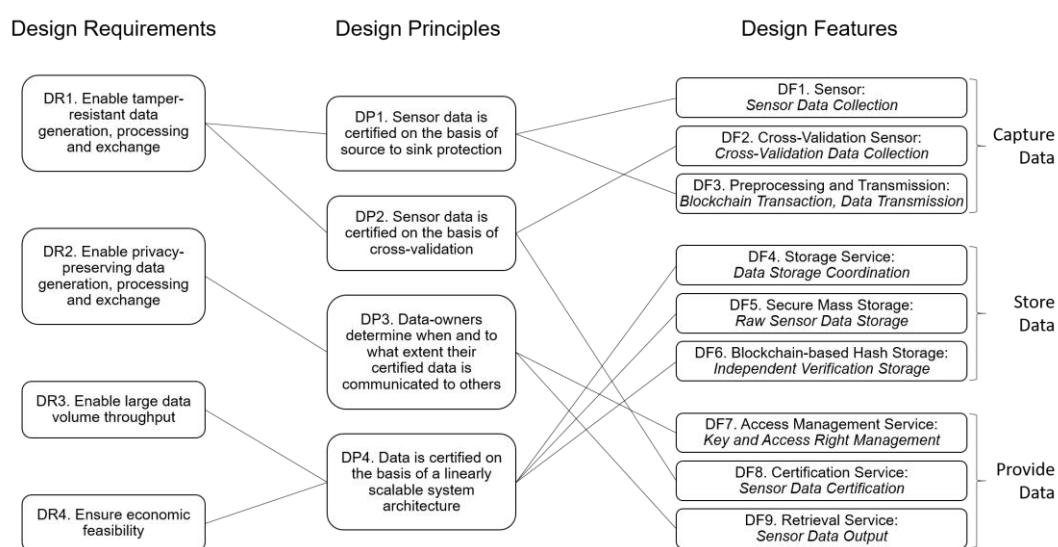 Design Requirements
Design Principles
Design Features
DR1. Enable tamper-
resistant data
generation, processing
and exchange
DR2. Enable privacy-
preserving data
generation, processing
and exchange
DR3. Enable large data
volume throughput
DR4. Ensure economic
feasibility
DP1. Sensor data is
certified on the basis of
source to sink protection
DP2. Sensor data is
certified on the basis of
cross-validation
DP3. Data-owners
determine when and to
what extent their
certified data is
communicated to others
DP4. Data is certified on
the basis of a linearly
scalable system
architecture
DF1. Sensor:
Sensor Data Collection
DF2. Cross-Validation Sensor:
Cross-Validation Data Collection
DF3. Preprocessing and Transmission:
Blockchain Transaction, Data Transmission
Capture
Data
DF4. Storage Service:
Data Storage Coordination
DF5. Secure Mass Storage:
Raw Sensor Data Storage
DF6. Blockchain-based Hash Storage:
Independent Verification Storage
Store
Data
DF7. Access Management Service:
Key and Access Right Management
DF8. Certification Service:
Sensor Data Certification
DF9. Retrieval Service:
Sensor Data Output
Provide
Data